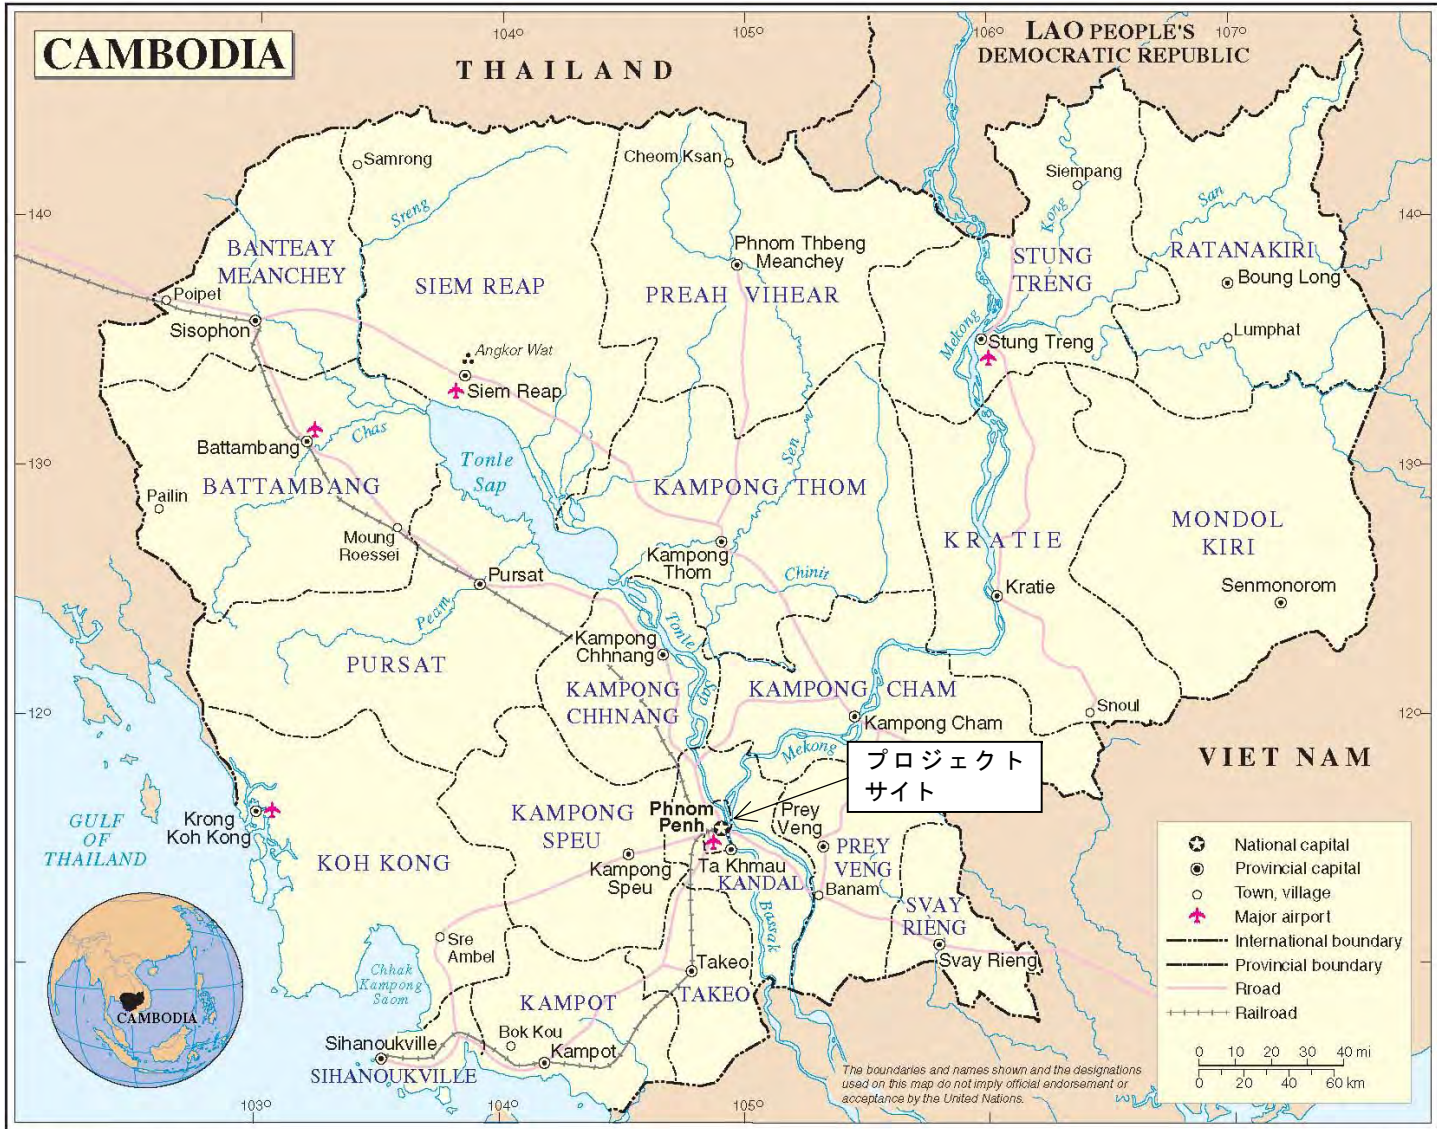 CAMBODIA
104°
105°
106°
107°
THAILAND
LAO PEOPLE'S
DEMOCRATIC REPUBLIC
Samrong
Cheom Ksan
Siempang
Kong
San
Sreng
14°
14°
BANTEAY
MEANCHEY
Phnom Thbeng
Meanchey
STUNG
TRENG
RATANAKIRI
Boung Long
SIEM REAP
PREAH VIHEAR
Poipet
Sisophon
Mekong
Stung Treng
Lumphat
Angkor Wat
Siem Reap
Chas
Battambang
Tonle
Sap
Sen
13°
13°
Pailin
BATTAMBANG
KAMPONG THOM
MONDOL
KIRI
Moung
Roessei
Kampong
Thom
KRATIE
Pursat
Chinit
Kratie
Senmonorom
Peam
Tonle
Sap
Kampong
Chhnang
PURSAT
KAMPONG
CHHNANG
KAMPONG CHAM
12°
12°
Snoul
Kampong Cham
Mekong
VIET NAM
プロジェクト
サイト
GULF
OF
THAILAND
Krong
Koh Kong
KAMPONG
SPEU
Phnom
Penh
Prey
Veng
KOH KONG
Kampong
Speu
Ta Khmau
KANDAL
PREY
VENG
Banam
Bassak
SVAY
RIENG
Sre
Ambel
Svay Rieng
Chhak
Kampong
Saom
Takeo
TAKEO
KAMPOT
CAMBODIA
Bok Kou
Sihanoukville
Kampot
SIHANOUKVILLE
National capital
Provincial capital
Town, village
Major airport
International boundary
Provincial boundary
Rroad
Railroad
0 10 20 30 40 mi
0 20 40 60 km
The boundaries and names shown and the designations
used on this map do not imply official endorsement or
acceptance by the United Nations.
103°
104°
105°
106°
107°